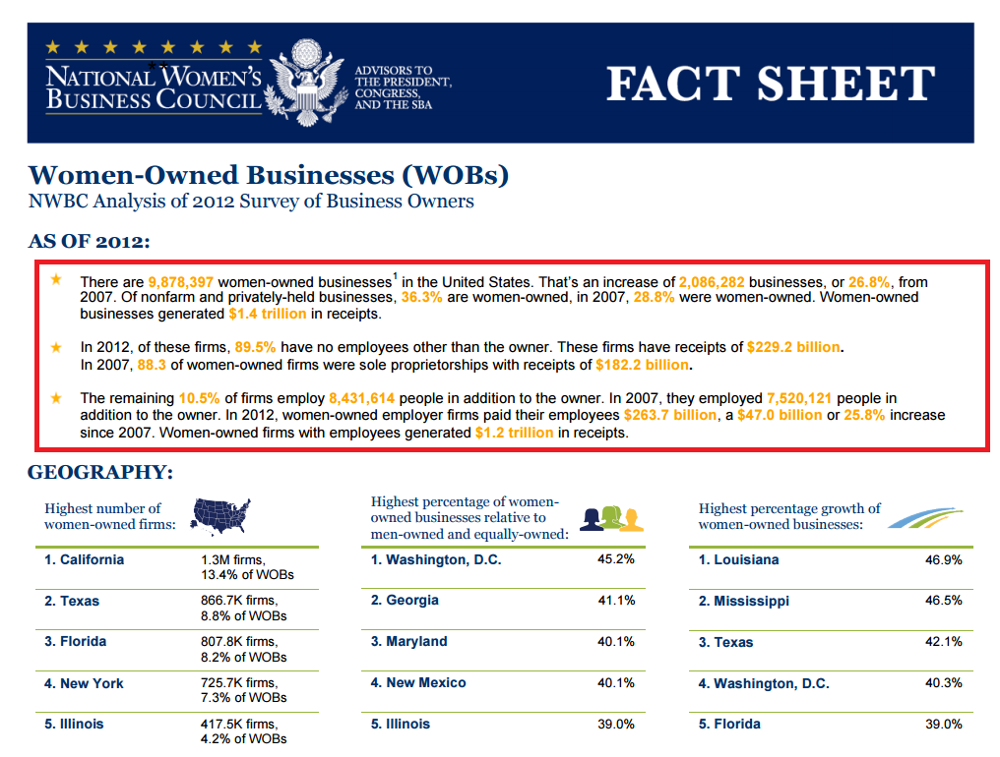 NATIONAL WOMEN'S
BUSINESS COUNCIL
ADVISORS TO
THE PRESIDENT,
CONGRESS,
AND THE SBA
FACT SHEET
Women-Owned Businesses (WOBs)
NWBC Analysis of 2012 Survey of Business Owners
AS OF 2012:
There are 9,878,397 women-owned businesses1 in the United States. That's an increase of 2,086,282 businesses, or 26.8%, from
2007. Of nonfarm and privately-held businesses, 36.3% are women-owned, in 2007, 28.8% were women-owned. Women-owned
businesses generated $1.4 trillion in receipts.
In 2012, of these firms, 89.5% have no employees other than the owner. These firms have receipts of $229.2 billion.
In 2007, 88.3 of women-owned firms were sole proprietorships with receipts of $182.2 billion.
The remaining 10.5% of firms employ 8,431,614 people in addition to the owner. In 2007, they employed 7,520,121 people in
addition to the owner. In 2012, women-owned employer firms paid their employees $263.7 billion, a $47.0 billion or 25.8% increase
since 2007. Women-owned firms with employees generated $1.2 trillion in receipts.
GEOGRAPHY:
Highest number of
women-owned firms:
1. California 1.3M firms,
13.4% of WOBs
2. Texas 866.7K firms,
8.8% of WOBs
3. Florida 807.8K firms,
8.2% of WOBs
4. New York 725.7K firms,
7.3% of WOBs
5. Illinois 417.5K firms,
4.2% of WOBs
Highest percentage of women-
owned businesses relative to
men-owned and equally-owned:
1. Washington, D.C. 45.2%
2. Georgia 41.1%
3. Maryland 40.1%
4. New Mexico 40.1%
5. Illinois 39.0%
Highest percentage growth of
women-owned businesses:
1. Louisiana 46.9%
2. Mississippi 46.5%
3. Texas 42.1%
4. Washington, D.C. 40.3%
5. Florida 39.0%